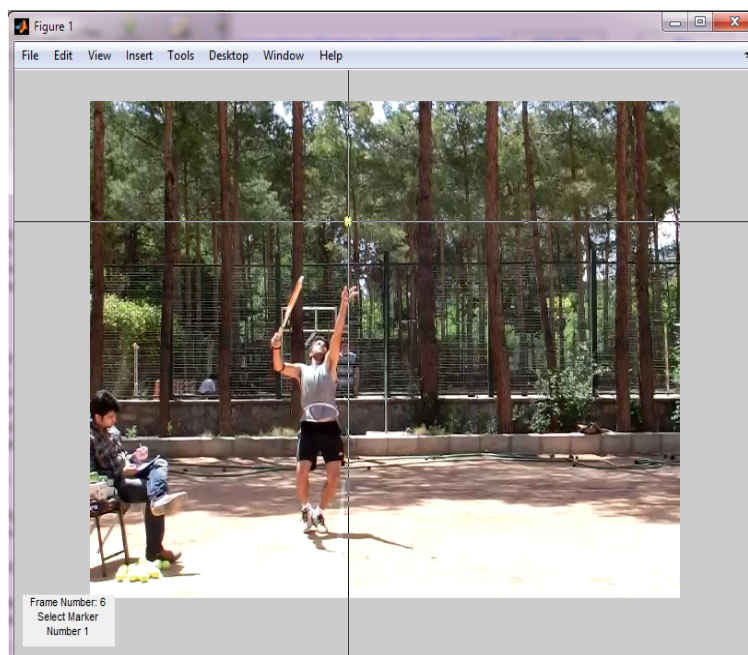 Figure 1
File Edit View Insert Tools Desktop Window Help
Frame Number: 6
Select Marker
Number 1